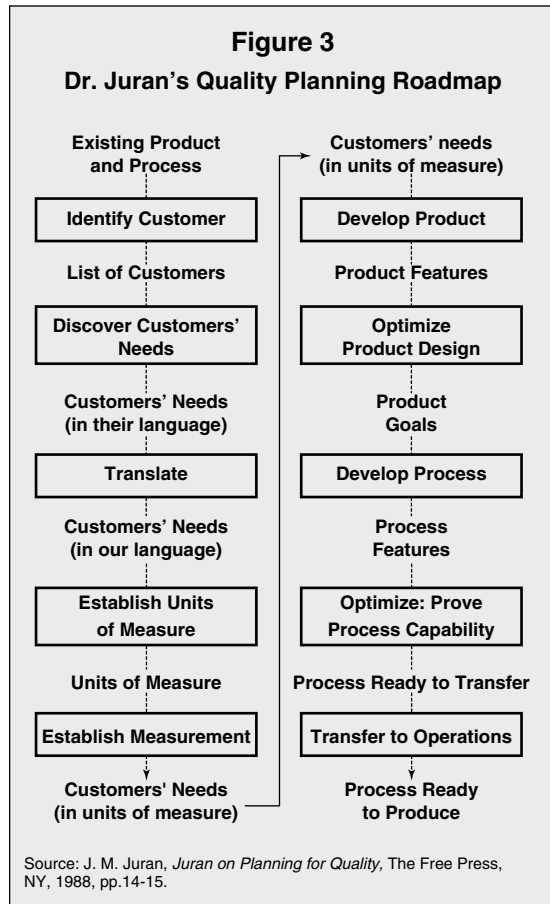 Figure 3
Dr. Juran’s Quality Planning Roadmap
Existing Product
and Process
Identify Customer
List of Customers
Discover Customers’
Needs
Customers’ Needs
(in their language)
Translate
Customers’ Needs
(in our language)
Establish Units
of Measure
Units of Measure
Establish Measurement
Customers' Needs
(in units of measure)
Customers’ needs
(in units of measure)
Develop Product
Product Features
Optimize
Product Design
Product
Goals
Develop Process
Process
Features
Optimize: Prove
Process Capability
Process Ready to Transfer
Transfer to Operations
Process Ready
to Produce
Source: J. M. Juran, Juran on Planning for Quality, The Free Press,
NY, 1988, pp.14-15.